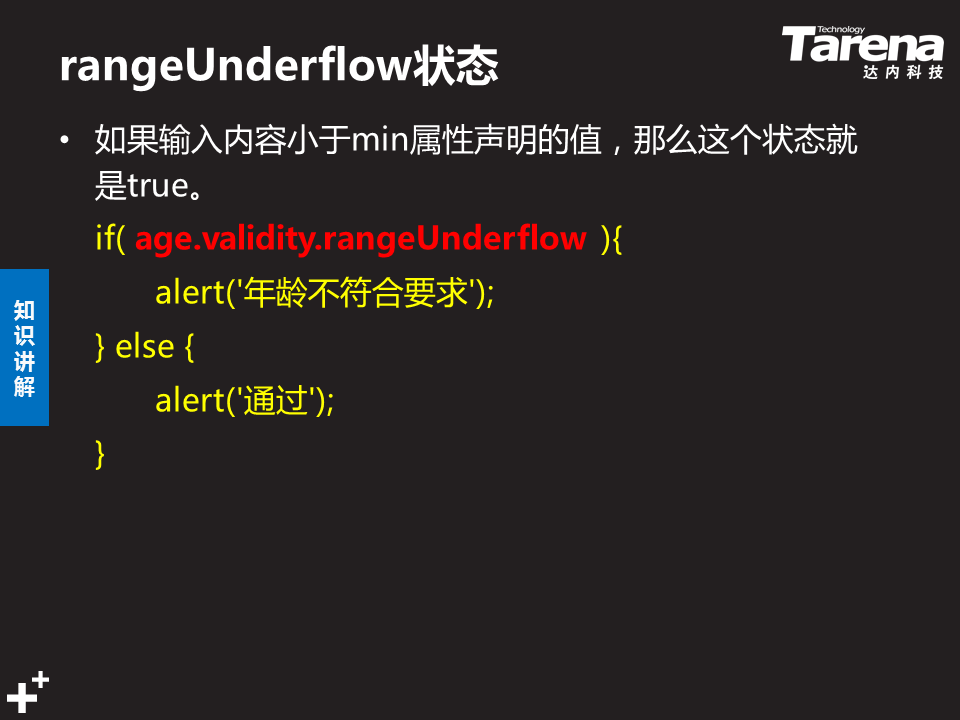 rangeUnderflow状态
Technology
Tarena
达内科技
• 如果输入内容小于min属性声明的值，那么这个状态就
是true。
if( age.validity.rangeUnderflow ){
alert('年龄不符合要求');
} else {
alert('通过');
}
知
识
讲
解